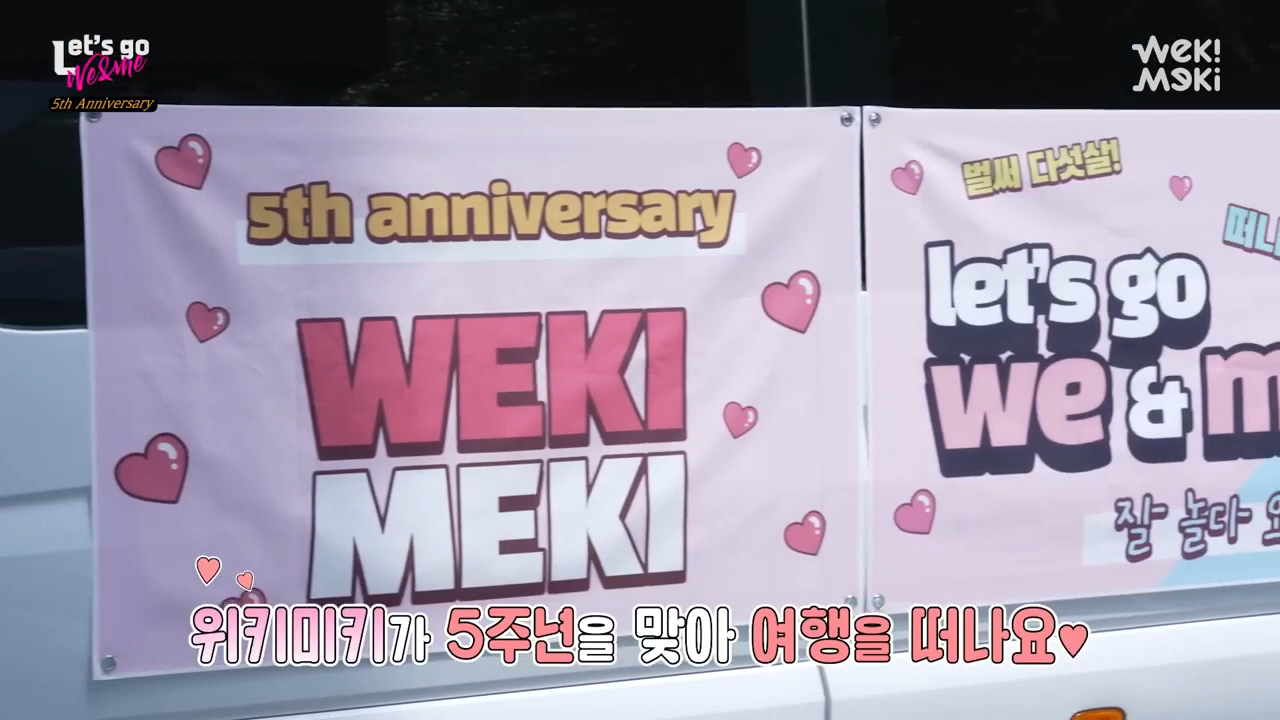 Let's go
We&me
5th Anniversary
WEKI
MEKI
5th anniversary
WEKI
MEKI
벌써 다섯살!
떠나
let's go
we &
잘 놀다
위키미키가 5주년을 맞아 여행을 떠나요